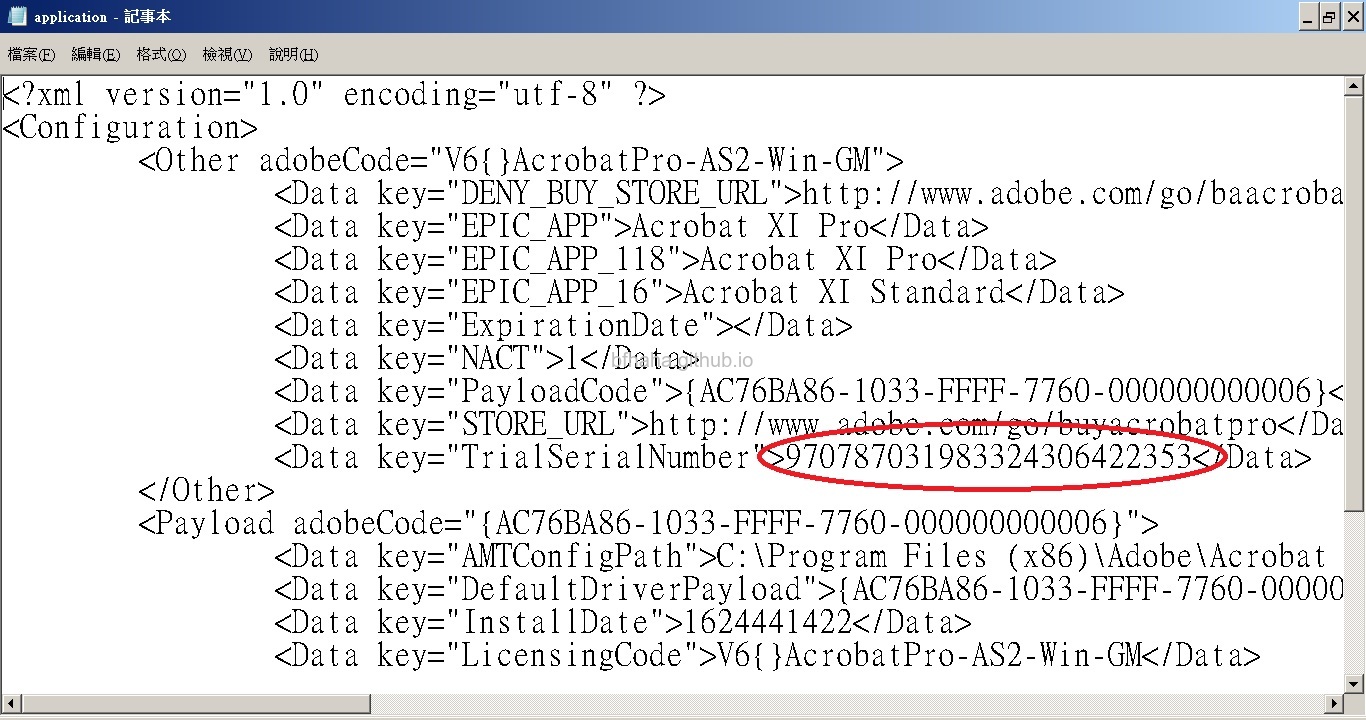 application - 記事本
檔案(F) 編輯(E) 格式(O) 檢視(V) 說明(H)
<?xml version="1.0" encoding="utf-8" ?>
<Configuration>
<Other adobeCode="V6{}AcrobatPro-AS2-Win-GM">
<Data key="DENY_BUY_STORE_URL">http://www.adobe.com/go/baacroba
<Data key="EPIC_APP">Acrobat XI Pro</Data>
<Data key="EPIC_APP_118">Acrobat XI Pro</Data>
<Data key="EPIC_APP_16">Acrobat XI Standard</Data>
<Data key="ExpirationDate"></Data>
<Data key="NACT">1</Data>
bfhaha.github.io
<Data key="PayloadCode">{AC76BA86-1033-FFFF-7760-000000000006}<
<Data key="STORE_URL">http://www.adobe.com/go/buyacrobatpro</Da
<Data key="TrialSerialNumber">970787031983324306422353</Data>
</Other>
<Payload adobeCode="{AC76BA86-1033-FFFF-7760-000000000006}">
<Data key="AMTConfigPath">C:\Program Files (x86)\Adobe\Acrobat
<Data key="DefaultDriverPayload">{AC76BA86-1033-FFFF-7760-00000
<Data key="InstallDate">1624441422</Data>
<Data key="LicensingCode">V6{}AcrobatPro-AS2-Win-GM</Data>